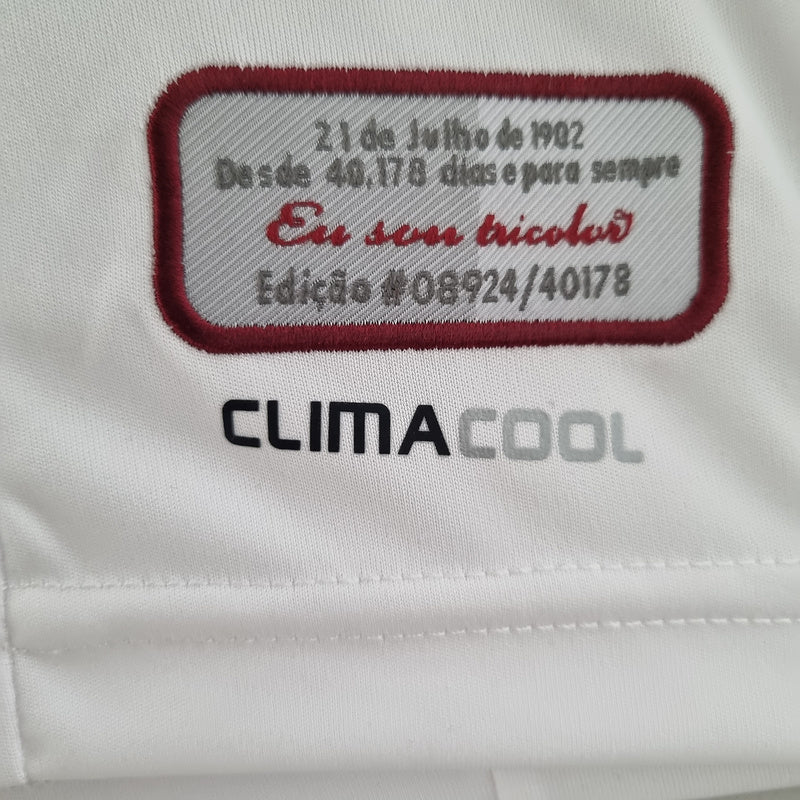 21 de Julho de 1902
Desde 40.178 dias e para sempre
Eu sou tricolor
Edição #08924/40178
CLIMACOOL